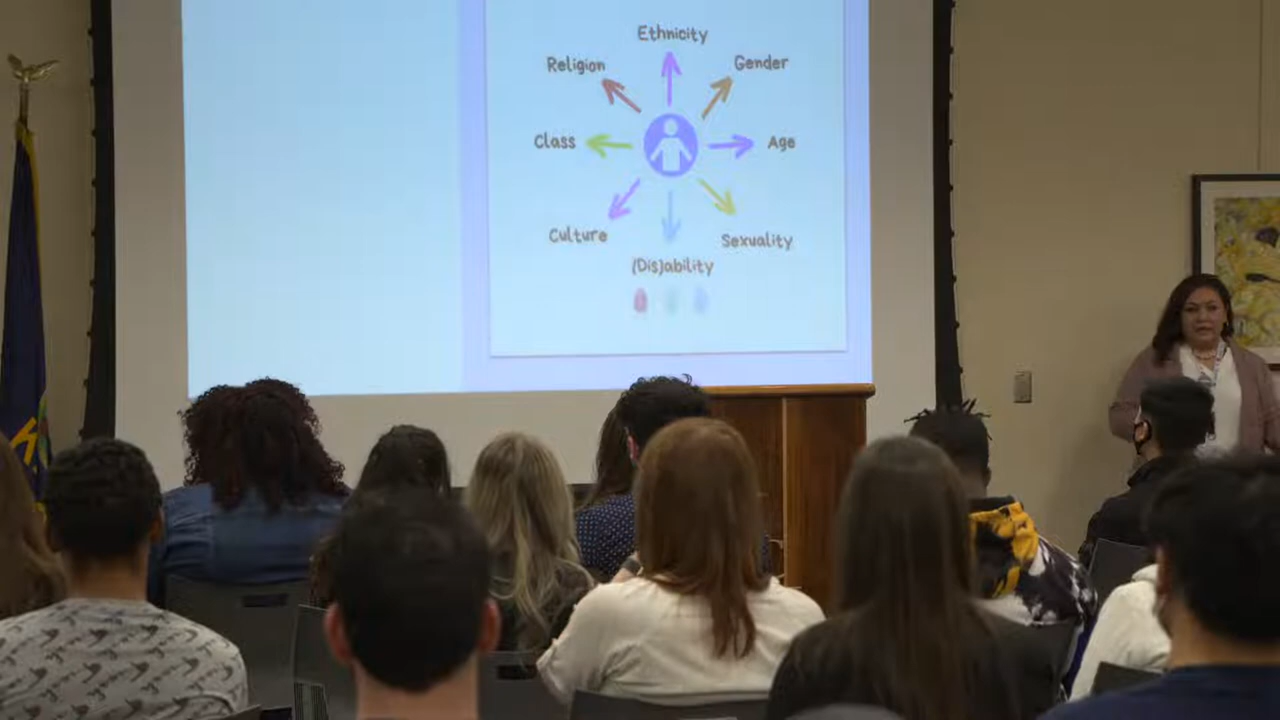 Ethnicity
Religion
Gender
Class
Age
Culture
Sexuality
(Dis)ability